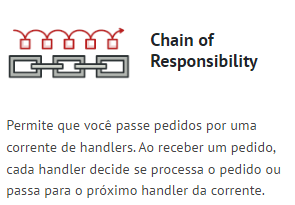 Chain of
Responsibility
Permite que você passe pedidos por uma
corrente de handlers. Ao receber um pedido,
cada handler decide se processa o pedido ou
passa para o próximo handler da corrente.